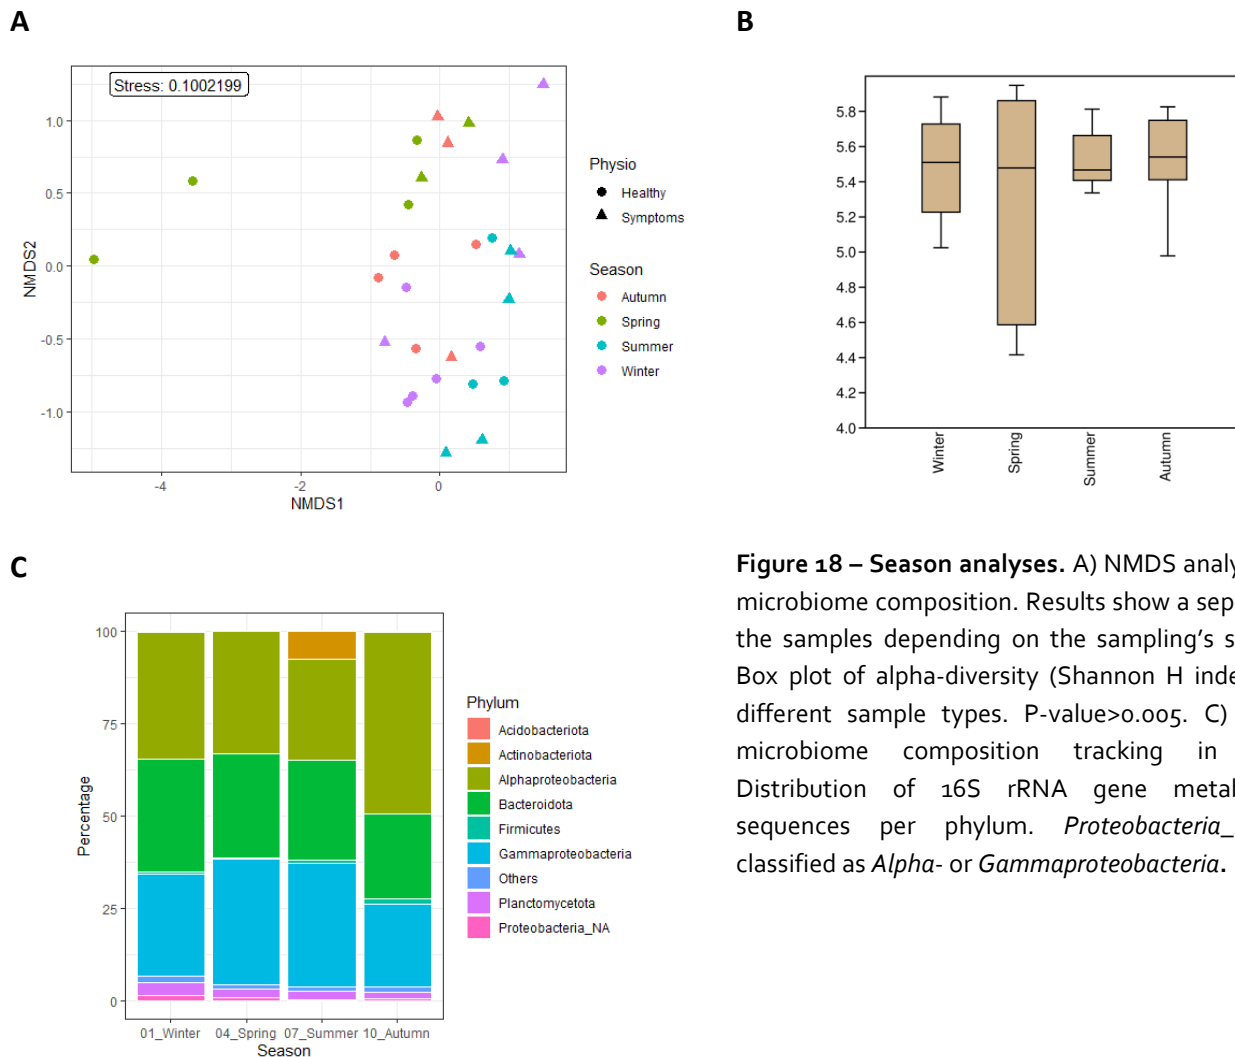 A
B
Stress: 0.1002199
1.0
0.5
0.0
-0.5
-1.0
NMDS2
-4
-2
0
NMDS1
Physio
Healthy
Symptoms
Season
Autumn
Spring
Summer
Winter
5.8
5.6
5.4
5.2
5.0
4.8
4.6
4.4
4.2
4.0
Winter
Spring
Summer
Autumn
C
100
75
50
25
0
Percentage
01_Winter
04_Spring
07_Summer
10_Autumn
Season
Phylum
Acidobacteriota
Actinobacteriota
Alphaproteobacteria
Bacteroidota
Firmicutes
Gammaproteobacteria
Others
Planctomycetota
Proteobacteria_NA
Figure 18 – Season analyses. A) NMDS
microbiome composition. Results show a
the samples depending on the sampling's
Box plot of alpha-diversity (Shannon H
different sample types. P-value>0.005. C)
microbiome composition tracking in
Distribution of 16S rRNA gene
sequences per phylum.
classified as Alpha- or Gammaproteobacteria.